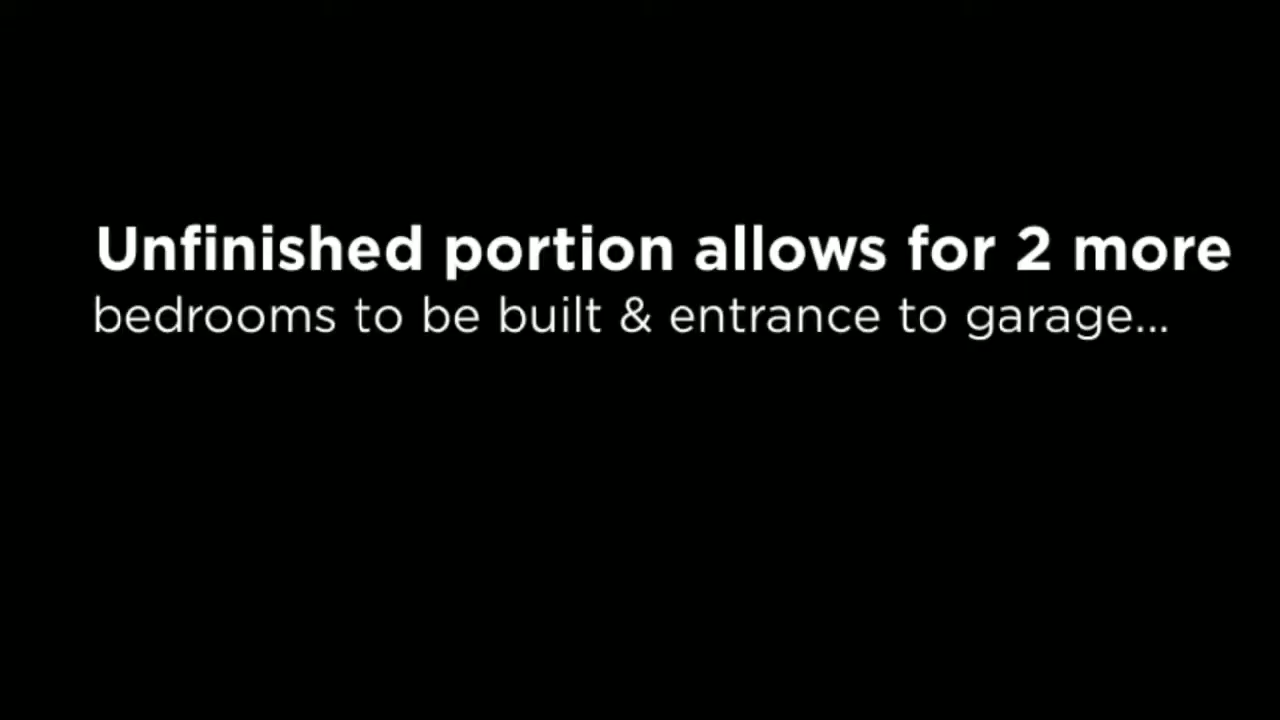 Unfinished portion allows for 2 more
bedrooms to be built & entrance to garage...